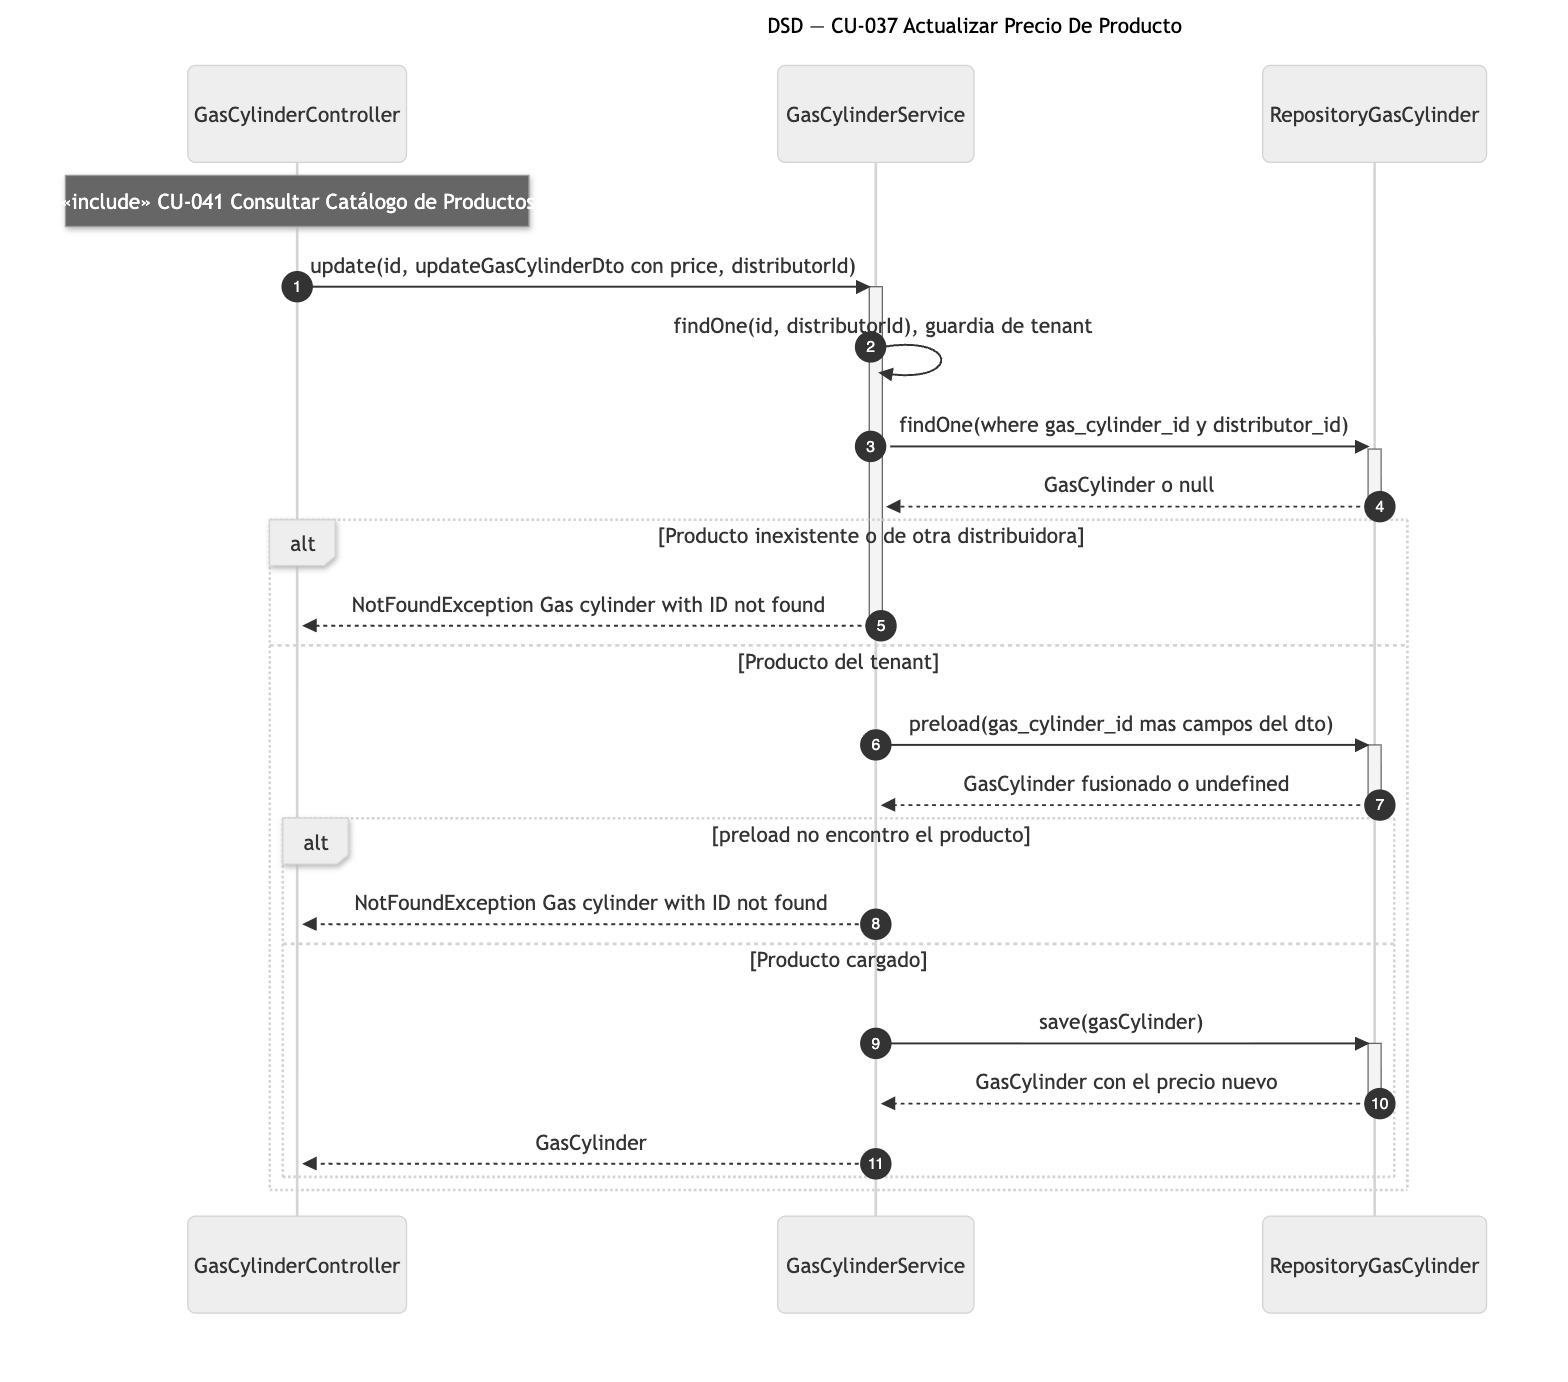 DSD — CU-037 Actualizar Precio De Producto
GasCylinderController
GasCylinderService
RepositoryGasCylinder
«include» CU-041 Consultar Catálogo de Productos
update(id, updateGasCylinderDto con price, distributorId)
1
findOne(id, distributorId), guardia de tenant
2
findOne(where gas_cylinder_id y distributor_id)
3
GasCylinder o null
4
alt
[Producto inexistente o de otra distribuidora]
NotFoundException Gas cylinder with ID not found
5
[Producto del tenant]
preload(gas_cylinder_id mas campos del dto)
6
GasCylinder fusionado o undefined
7
alt
[preload no encontro el producto]
NotFoundException Gas cylinder with ID not found
8
[Producto cargado]
save(gasCylinder)
9
GasCylinder con el precio nuevo
10
GasCylinder
11
GasCylinderController
GasCylinderService
RepositoryGasCylinder